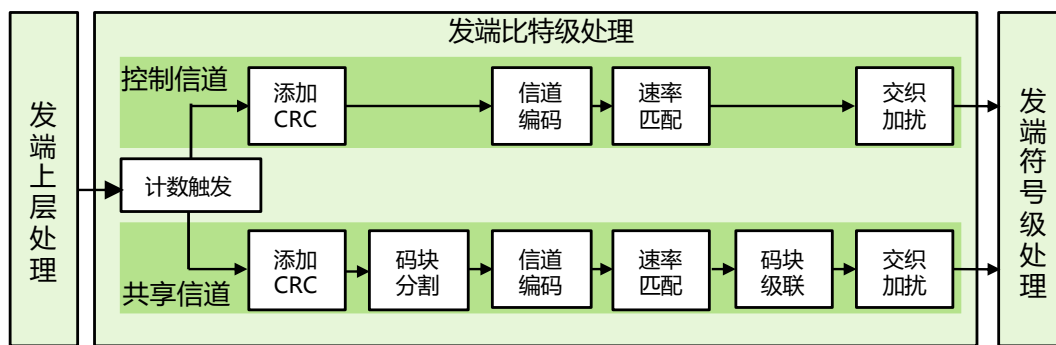 发端上层处理
发端比特级处理
控制信道
添加
CRC
信道
编码
速率
匹配
交织
加扰
计数触发
共享信道
添加
CRC
码块
分割
信道
编码
速率
匹配
码块
级联
交织
加扰
发端符号级处理